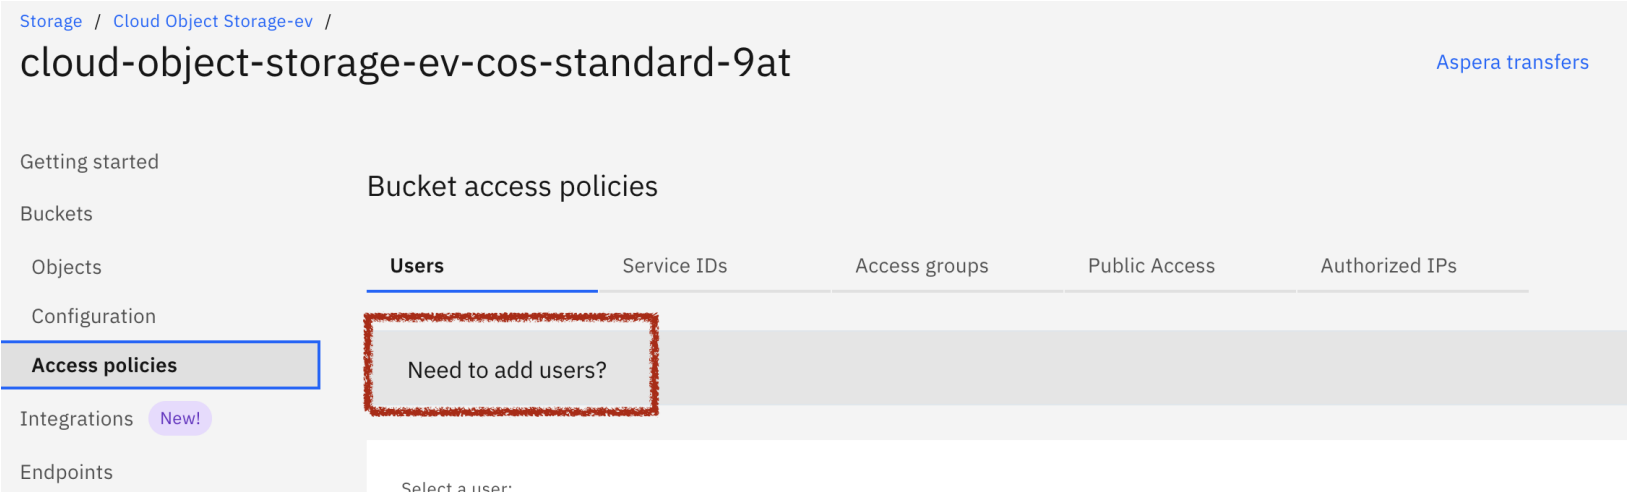 Storage / Cloud Object Storage-ev /
cloud-object-storage-ev-cos-standard-9at
Aspera transfers
Getting started
Buckets
Objects
Configuration
Access policies
Integrations New!
Endpoints
Bucket access policies
Users Service IDs Access groups Public Access Authorized IPs
Need to add users?
Select a user: